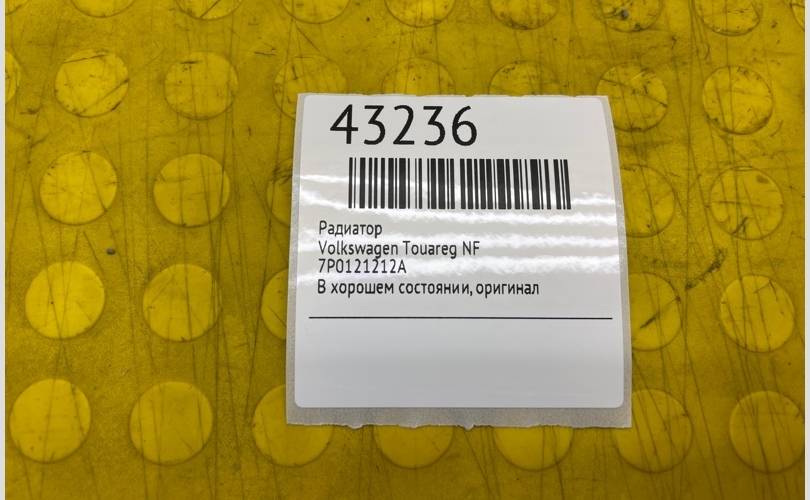 43236
Радиатор
Volkswagen Touareg NF
7P0121212A
В хорошем состоянии, оригинал